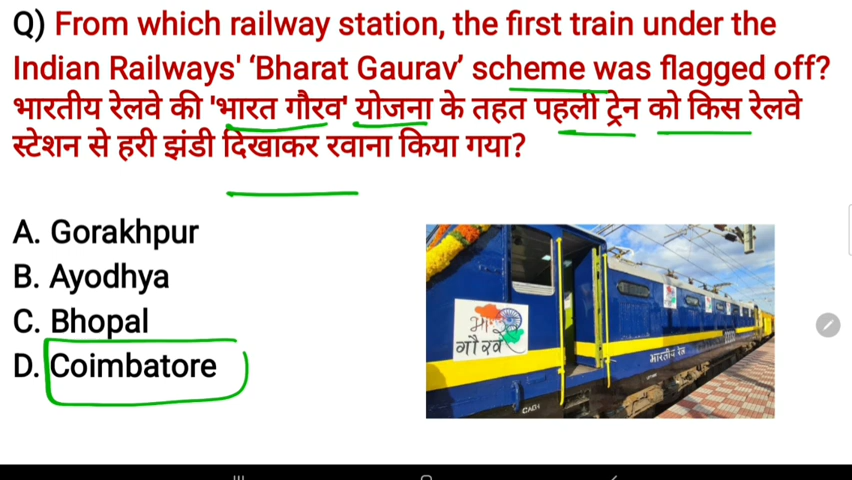 Q) From which railway station, the first train under the
Indian Railways' ‘Bharat Gaurav’ scheme was flagged off?
भारतीय रेलवे की 'भारत गौरव' योजना के तहत पहली ट्रेन को किस रेलवे
स्टेशन से हरी झंडी दिखाकर रवाना किया गया?
A. Gorakhpur
B. Ayodhya
C. Bhopal
D. Coimbatore
गौरव
भारतीय रेल